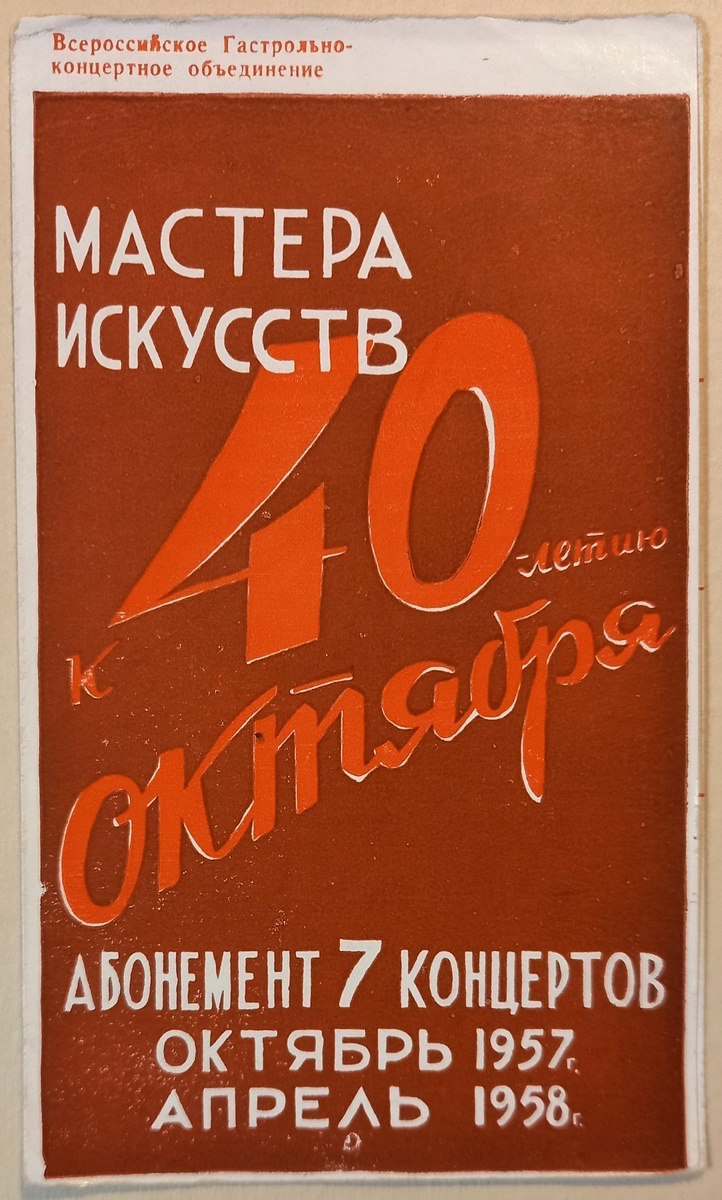 Всероссийское Гастрольно-
концертное объединение
МАСТЕРА
ИСКУССТВ
к 40-летию
октября
АБОНЕМЕНТ 7 КОНЦЕРТОВ
ОКТЯБРЬ 1957г.
АПРЕЛЬ 1958г.